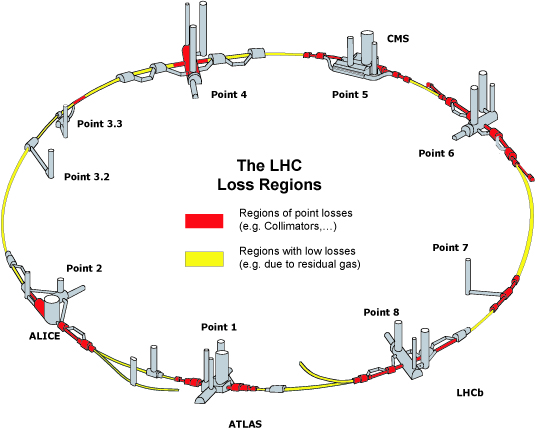 CMS
Point 4
Point 5
Point 3.3
Point 6
Point 3.2
The LHC
Loss Regions
Regions of point losses
(e.g. Collimators,...)
Regions with low losses
(e.g. due to residual gas)
Point 7
Point 2
Point 8
Point 1
ALICE
LHCb
ATLAS